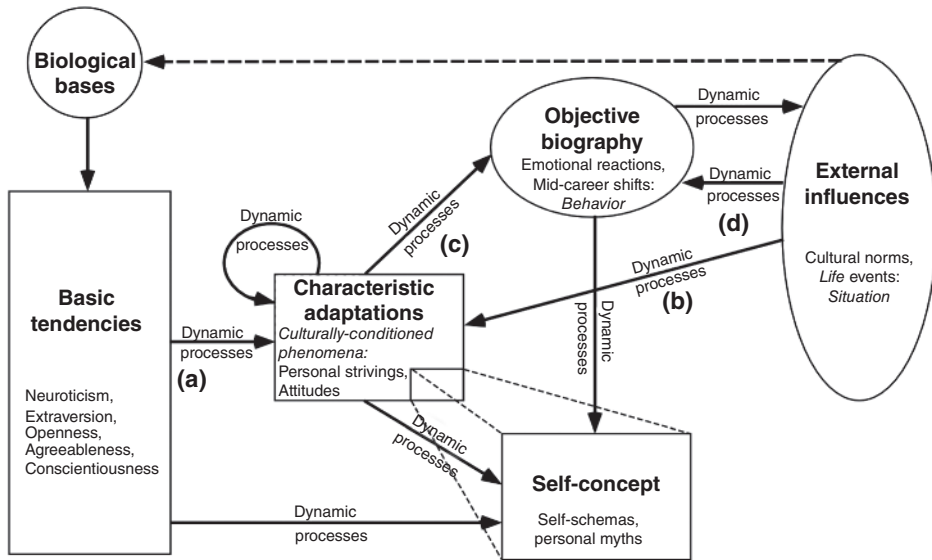 Biological
bases
Dynamic
processes
Objective
biography
Emotional reactions,
Mid-career shifts:
Behavior
External
influences
Cultural norms,
Life events:
Situation
Dynamic
processes
(d)
Dynamic
processes
(c)
Dynamic
processes
Dynamic
processes
(b)
Basic
tendencies
Neuroticism,
Extraversion,
Openness,
Agreeableness,
Conscientiousness
Dynamic
processes
(a)
Characteristic
adaptations
Culturally-conditioned
phenomena:
Personal strivings,
Attitudes
Dynamic
processes
Dynamic
processes
Self-concept
Self-schemas,
personal myths
Dynamic
processes